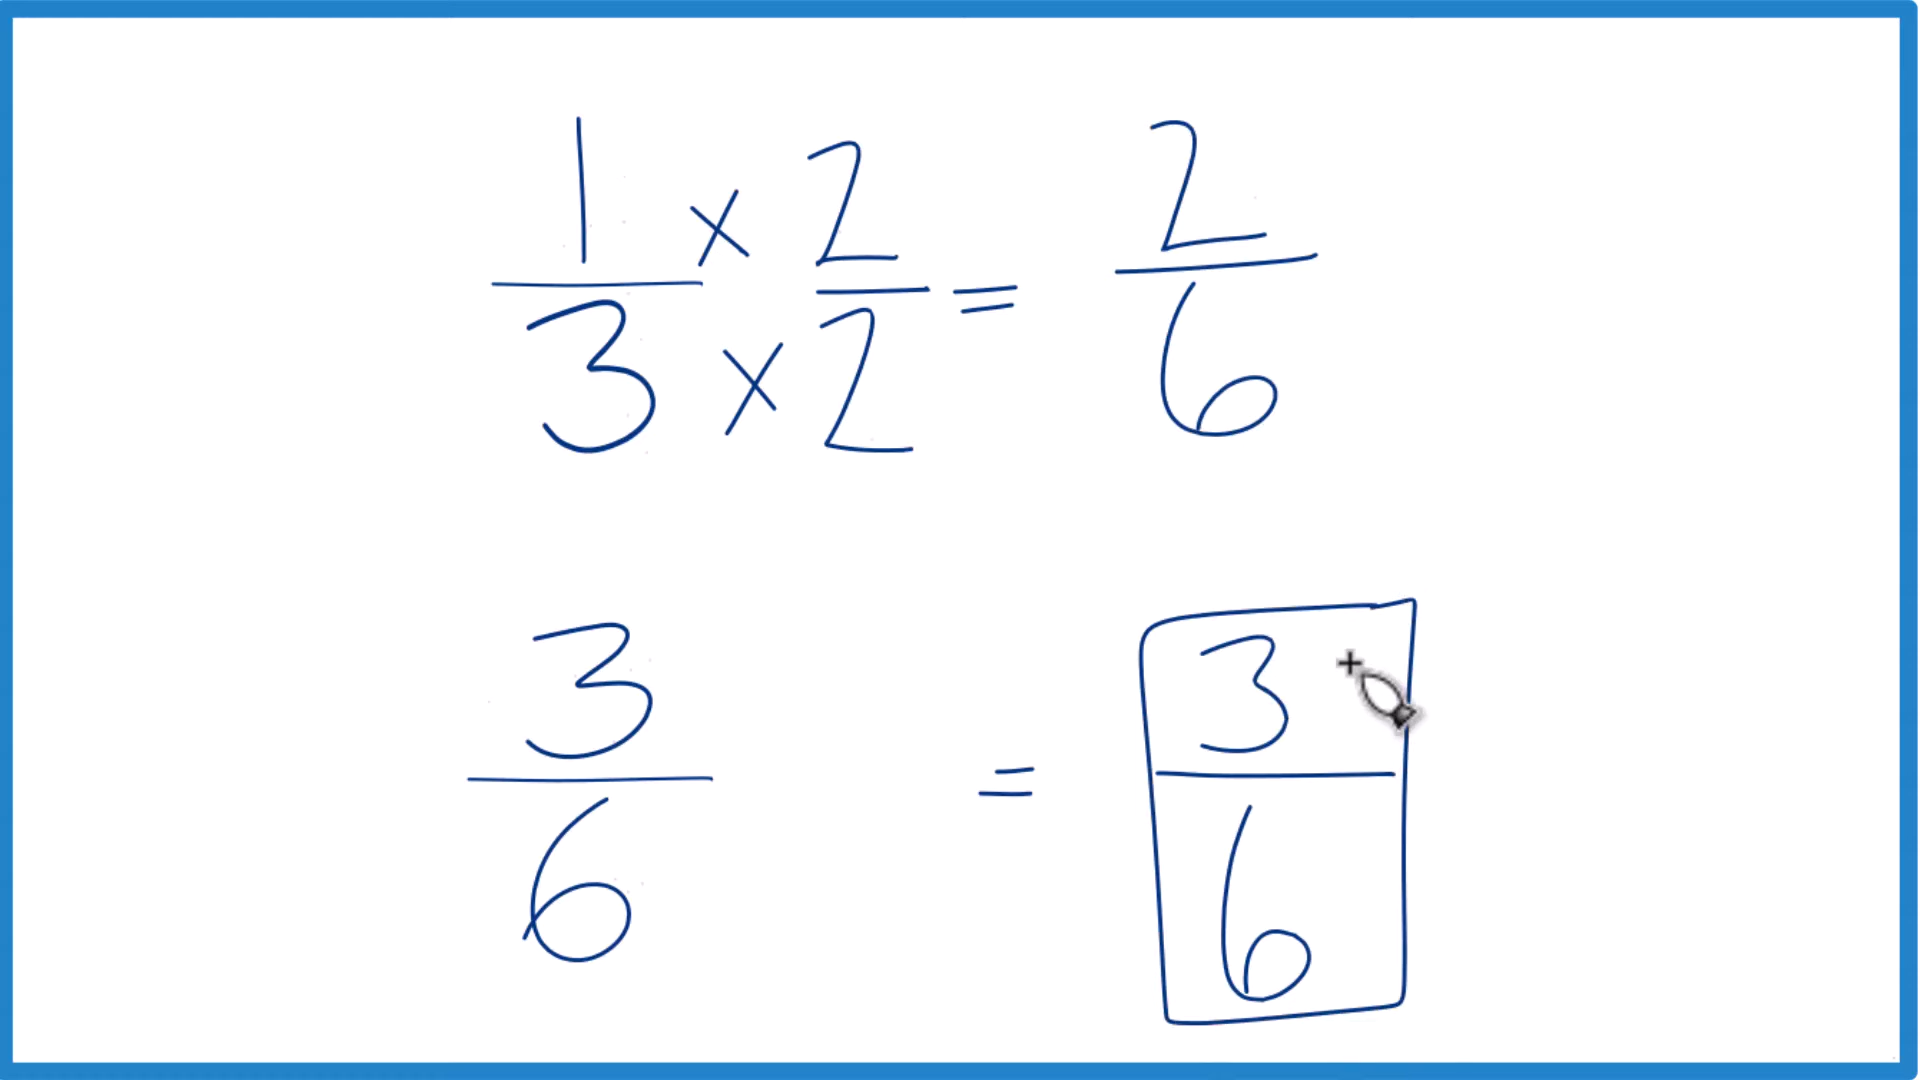 1 × 2 = 2
3 × 2 6
3 = 3
6 6